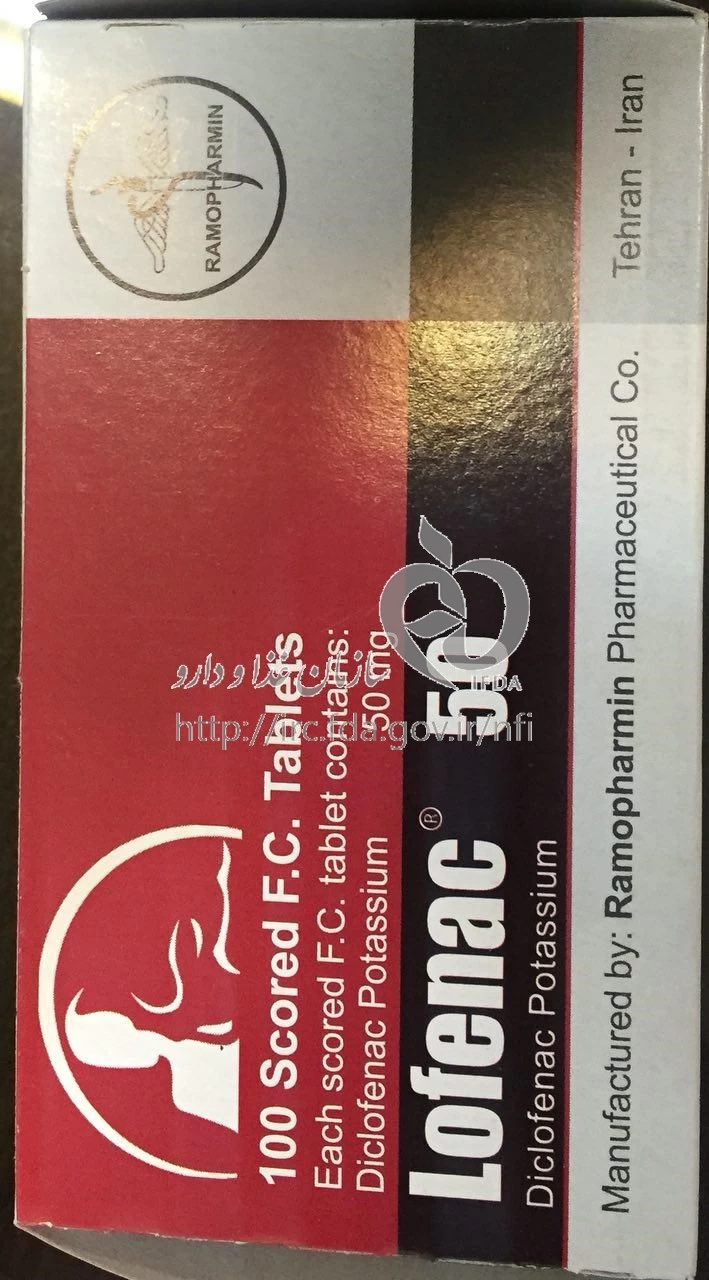 RAMOPHARMIN
100 Scored F.C. Tablets
Each scored F.C. tablet contains:
Diclofenac Potassium 50 mg
Lofenac® 50
Diclofenac Potassium
Manufactured by: Ramopharmin Pharmaceutical Co. Tehran - Iran
سازمان غذا و دارو
IFDA
http://irc.fda.gov.ir/nfi